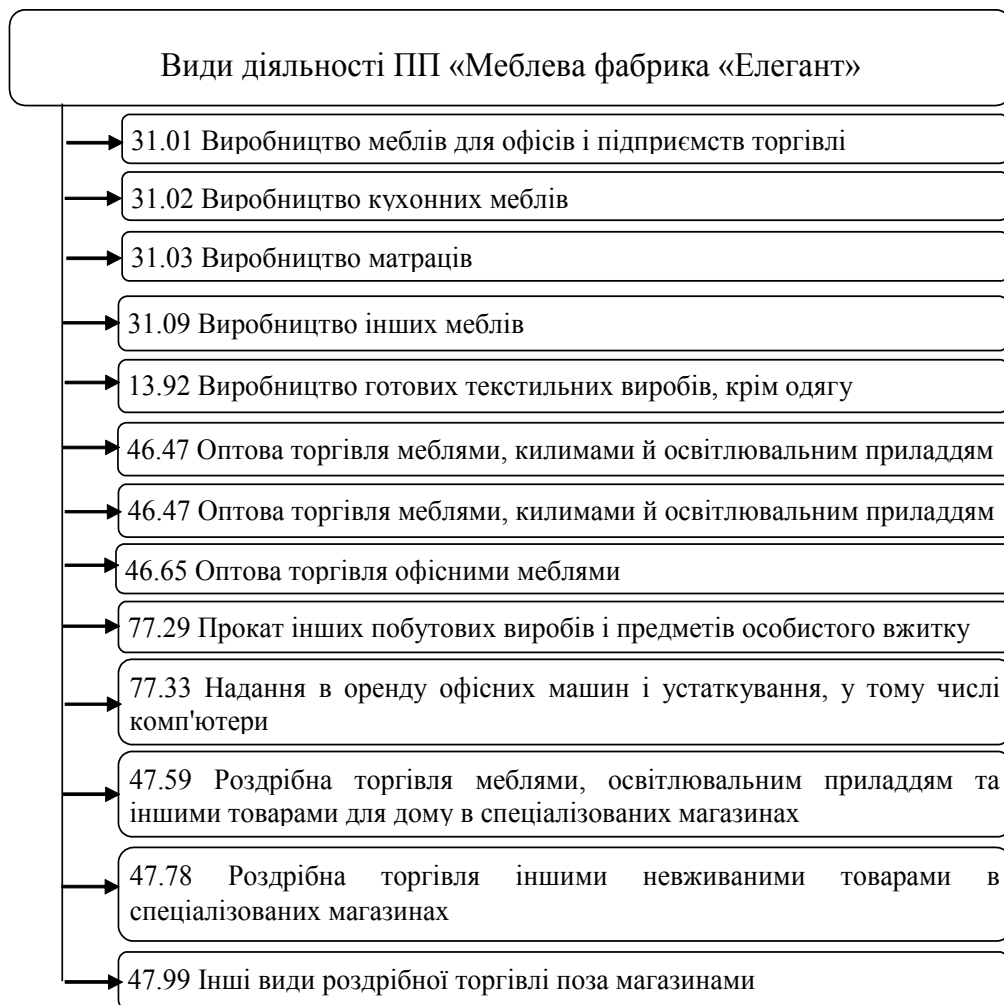 Види діяльності ПП «Меблева фабрика «Елегант»
31.01 Виробництво меблів для офісів і підприємств торгівлі
31.02 Виробництво кухонних меблів
31.03 Виробництво матраців
31.09 Виробництво інших меблів
13.92 Виробництво готових текстильних виробів, крім одягу
46.47 Оптова торгівля меблями, килимами й освітлювальним приладдям
46.47 Оптова торгівля меблями, килимами й освітлювальним приладдям
46.65 Оптова торгівля офісними меблями
77.29 Прокат інших побутових виробів і предметів особистого вжитку
77.33 Надання в оренду офісних машин і устаткування, у тому числі
комп'ютери
47.59 Роздрібна торгівля меблями, освітлювальним приладдям та
іншими товарами для дому в спеціалізованих магазинах
47.78 Роздрібна торгівля іншими невживаними товарами в
спеціалізованих магазинах
47.99 Інші види роздрібної торгівлі поза магазинами